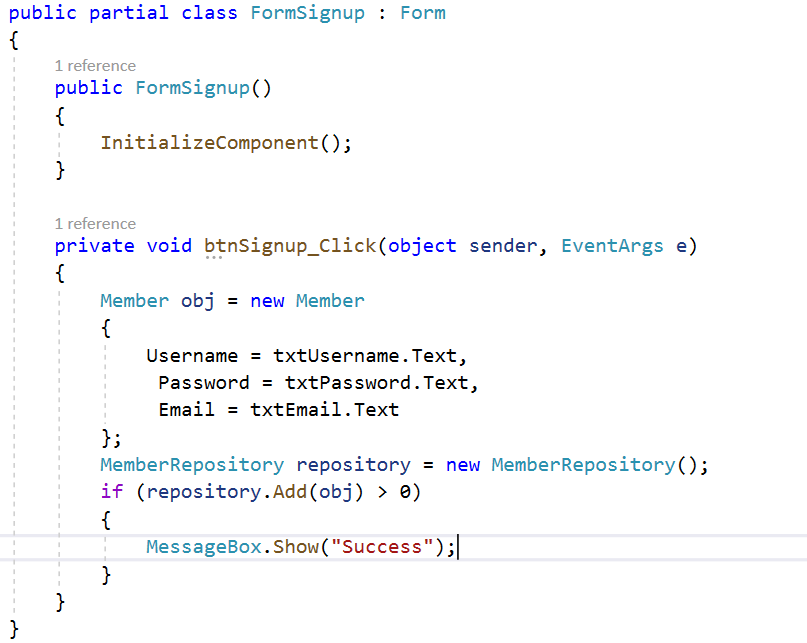 public partial class FormSignup : Form
{
1 reference
public FormSignup()
{
InitializeComponent();
}
1 reference
private void btnSignup_Click(object sender, EventArgs e)
{
Member obj = new Member
{
Username = txtUsername.Text,
Password = txtPassword.Text,
Email = txtEmail.Text
};
MemberRepository repository = new MemberRepository();
if (repository.Add(obj) > 0)
{
MessageBox.Show("Success");
}
}
}